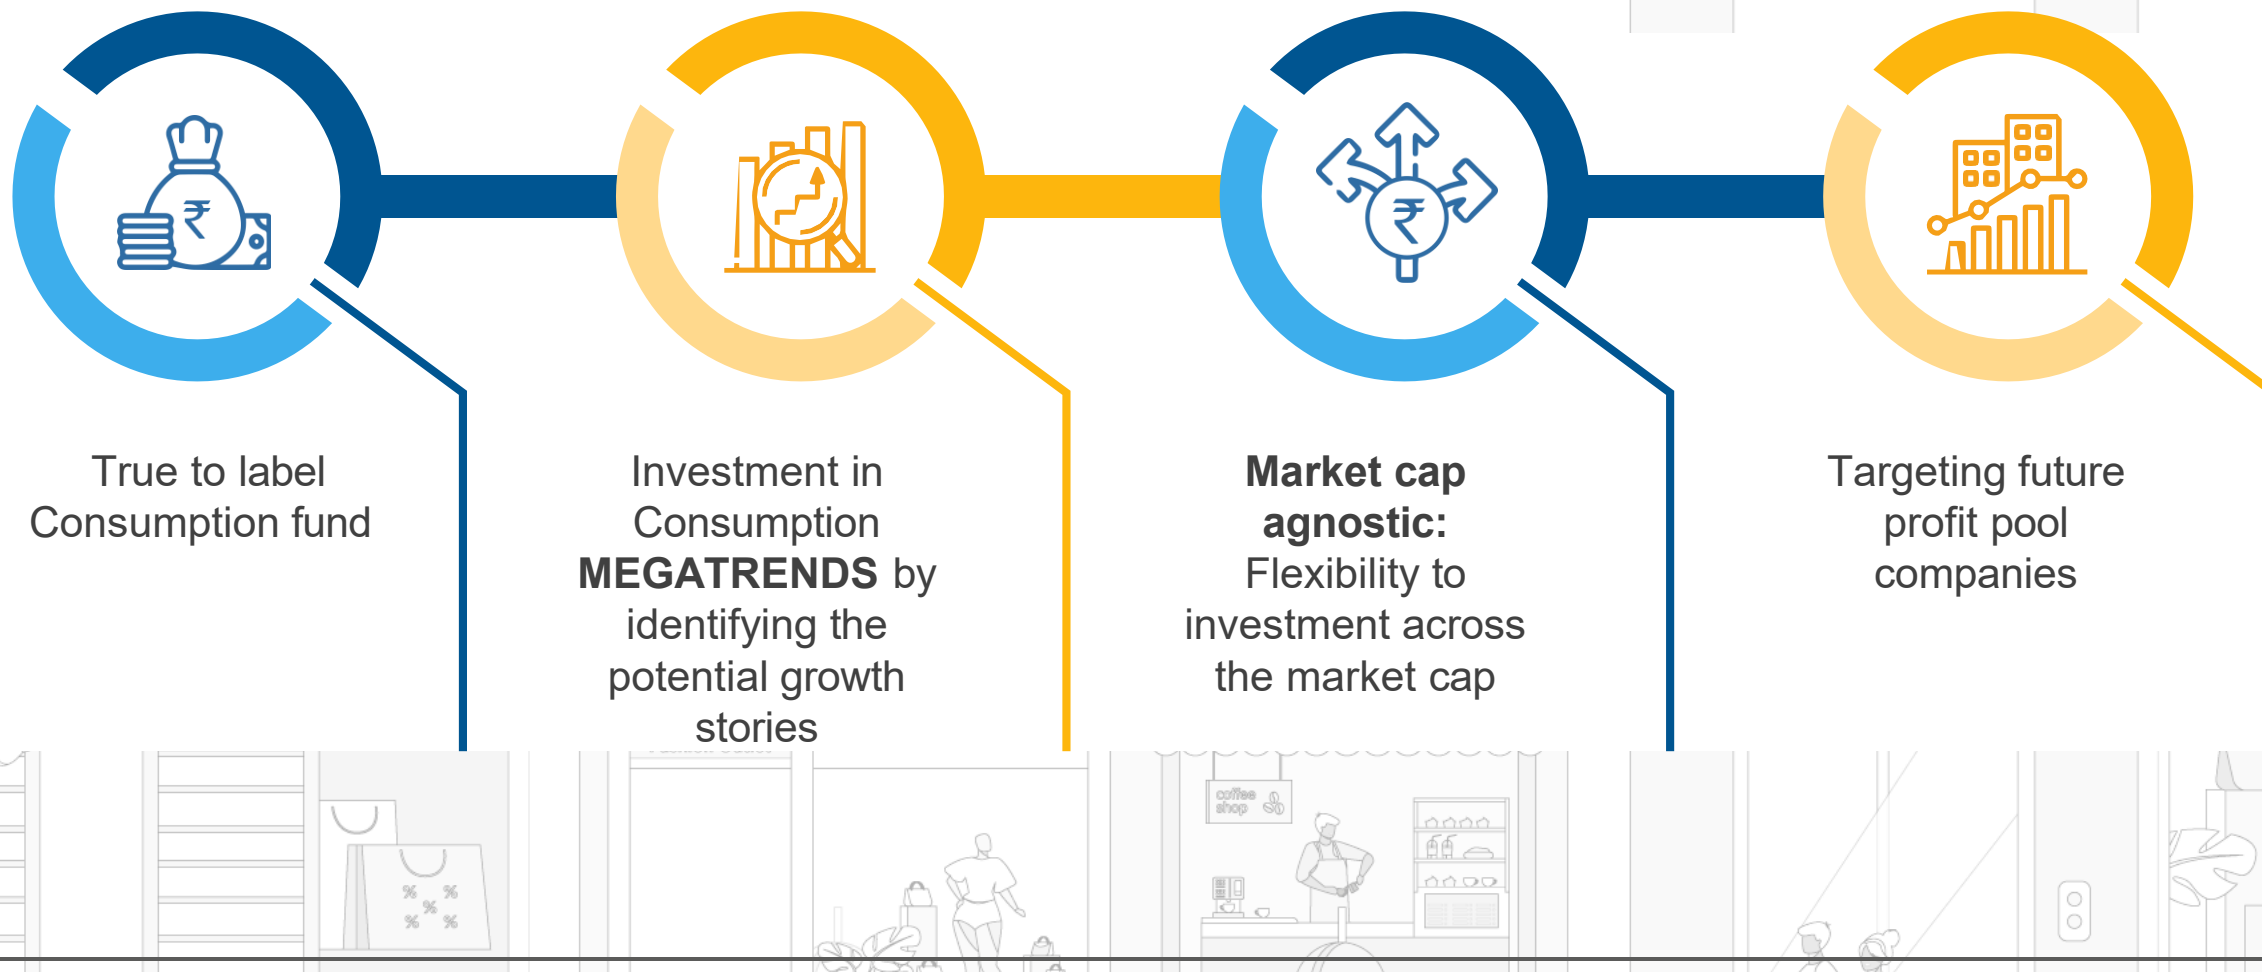 True to label
Consumption fund
Investment in
Consumption
MEGATRENDS by
identifying the
potential growth
stories
Market cap
agnostic:
Flexibility to
investment across
the market cap
Targeting future
profit pool
companies
coffee
shop
₹
₹
% %
%
% %